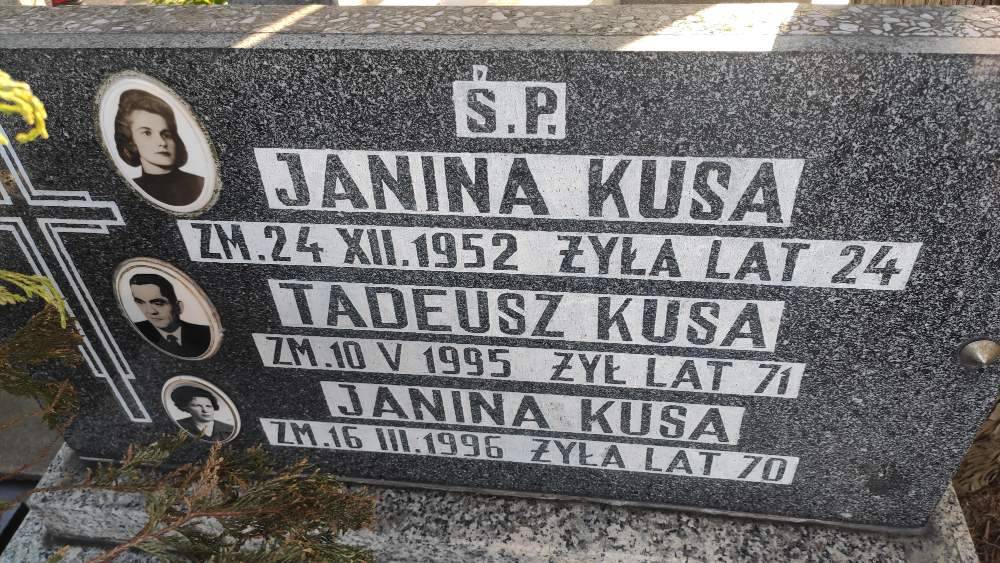 Ś.P.
JANINA KUSA
ZM.24 XII.1952 ŻYŁA LAT 24
TADEUSZ KUSA
ZM.10 V 1995 ŻYŁ LAT 71
JANINA KUSA
ZM.16 III.1996 ŻYŁA LAT 70